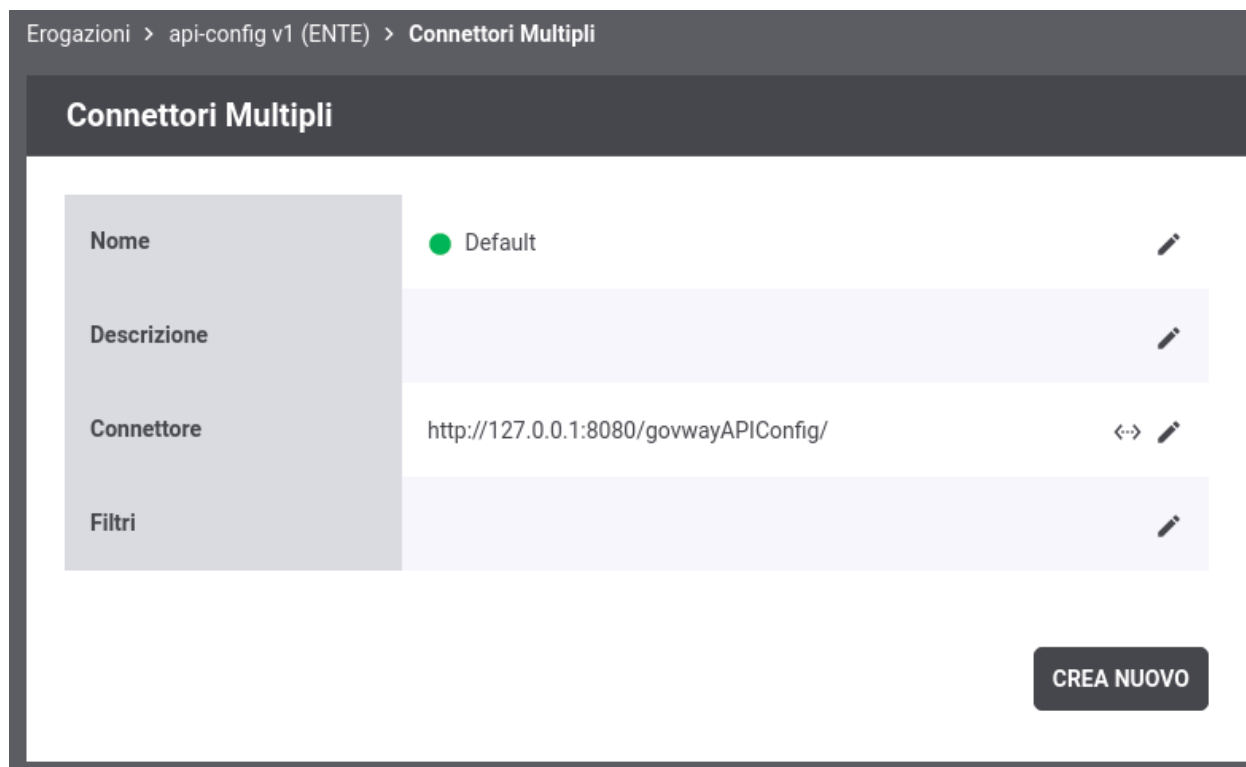 Erogazioni > api-config v1 (ENTE) > Connettori Multipli
Connettori Multipli
Nome Default
Descrizione
Connettore http://127.0.0.1:8080/govwayAPIConfig/
Filtri
CREA NUOVO